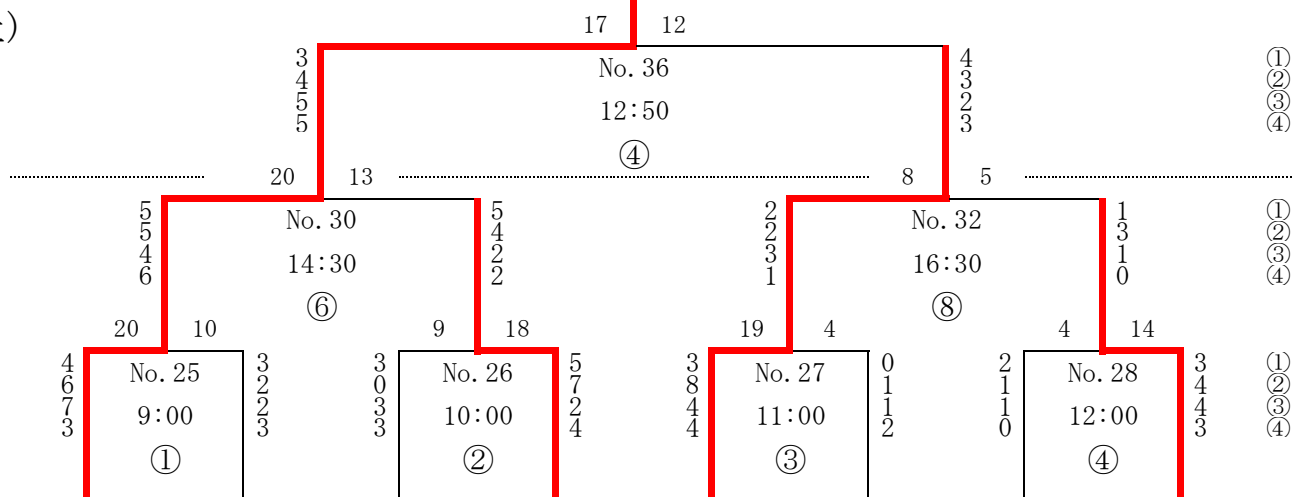 17 12
3 No.36 4 ①
4 3 ②
5 12:50 2 ③
5 3 ④
④
20 13 8 5
5 No.30 5 2 No.32 1 ①
5 4 2 3 ②
4 14:30 2 3 16:30 1 ③
6 2 1 0 ④
⑥ ⑧
20 10 9 18 19 4 4 14
4 No.25 3 3 No.26 5 3 No.27 0 2 No.28 3 ①
6 2 0 7 8 1 1 4 ②
7 9:00 2 3 10:00 2 4 11:00 1 1 12:00 4 ③
3 3 3 4 4 2 0 3 ④
① ② ③ ④